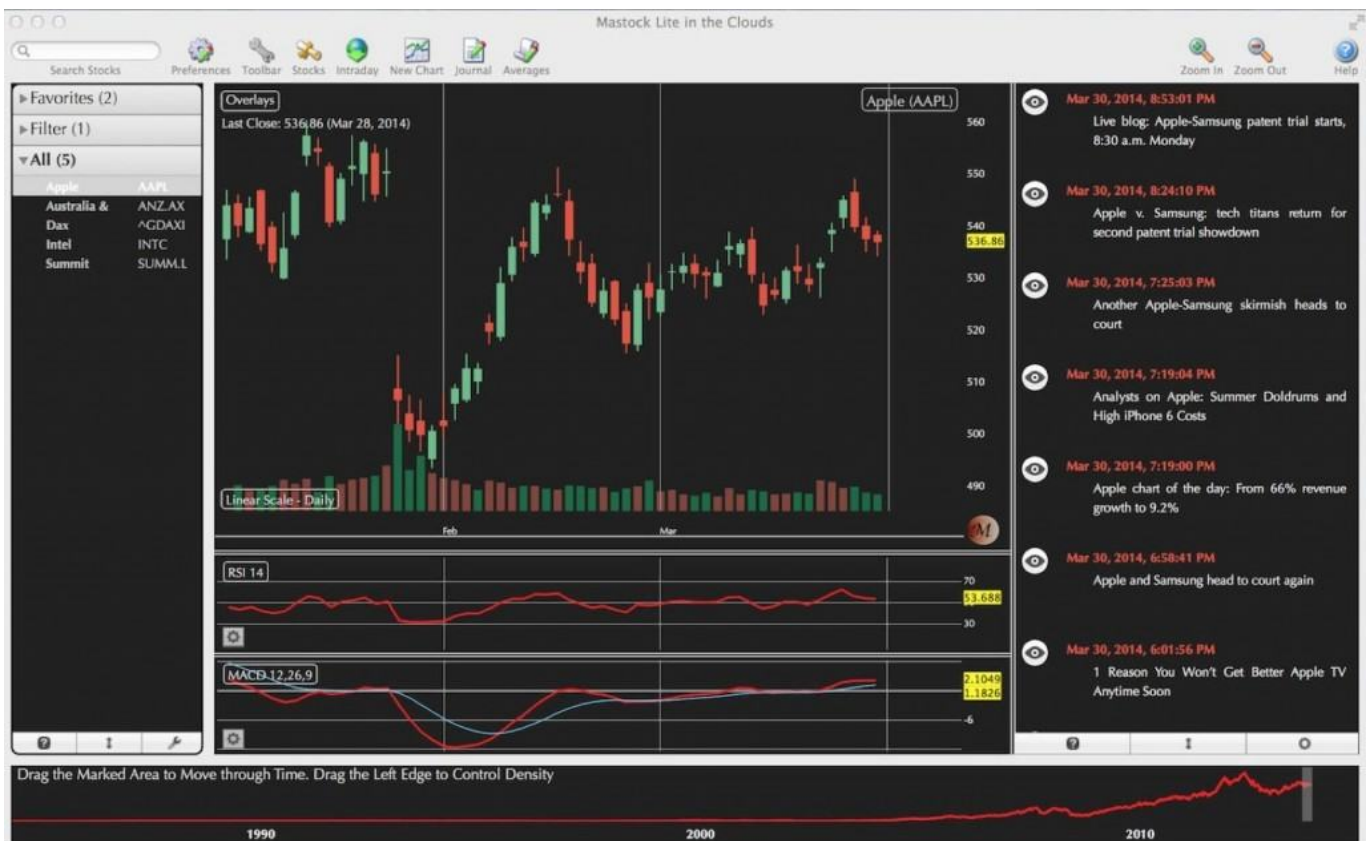 Mastock Lite in the Clouds
Search Stocks
Preferences
Toolbar
Stocks
Intraday
New Chart
Journal
Averages
Zoom In
Zoom Out
Help
Favorites (2)
Filter (1)
All (5)
Apple AAPL
Australia & ANZ.AX
Dax ^GDAXI
Intel INTC
Summit SUMM.L
Overlays
Apple (AAPL)
Last Close: 536.86 (Mar 28, 2014)
560
550
540
536.86
530
520
510
500
490
Linear Scale - Daily
Feb
Mar
M
RSI 14
70
53.688
30
MACD 12,26,9
2.1049
1.1826
-6
Mar 30, 2014, 8:53:01 PM
Live blog: Apple-Samsung patent trial starts,
8:30 a.m. Monday
Mar 30, 2014, 8:24:10 PM
Apple v. Samsung: tech titans return for
second patent trial showdown
Mar 30, 2014, 7:25:03 PM
Another Apple-Samsung skirmish heads to
court
Mar 30, 2014, 7:19:04 PM
Analysts on Apple: Summer Doldrums and
High iPhone 6 Costs
Mar 30, 2014, 7:19:00 PM
Apple chart of the day: From 66% revenue
growth to 9.2%
Mar 30, 2014, 6:58:41 PM
Apple and Samsung head to court again
Mar 30, 2014, 6:01:56 PM
1 Reason You Won't Get Better Apple TV
Anytime Soon
Drag the Marked Area to Move through Time. Drag the Left Edge to Control Density
1990
2000
2010